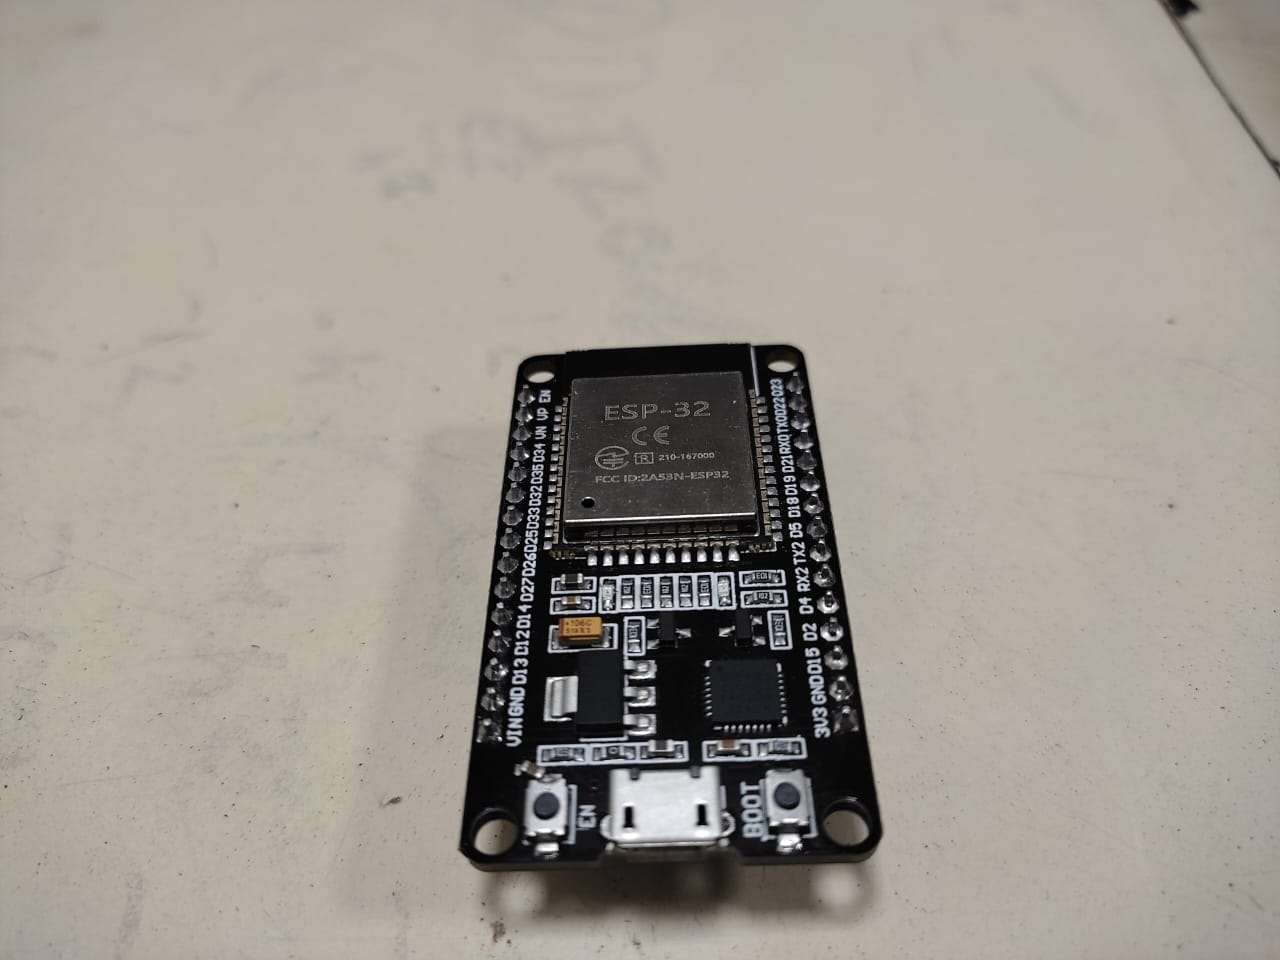 ESP-32
CE
R 210-167000
FCC ID:2A53N-ESP32
EN
VP
VN
D34
D35
D32
D33
D25
D26
D27
D14
D12
D13
GND
VIN
D23
D22
TX0
RX0
D21
D19
D18
D5
TX2
RX2
D4
D2
D15
GND
3V3
106C
EN
BOOT